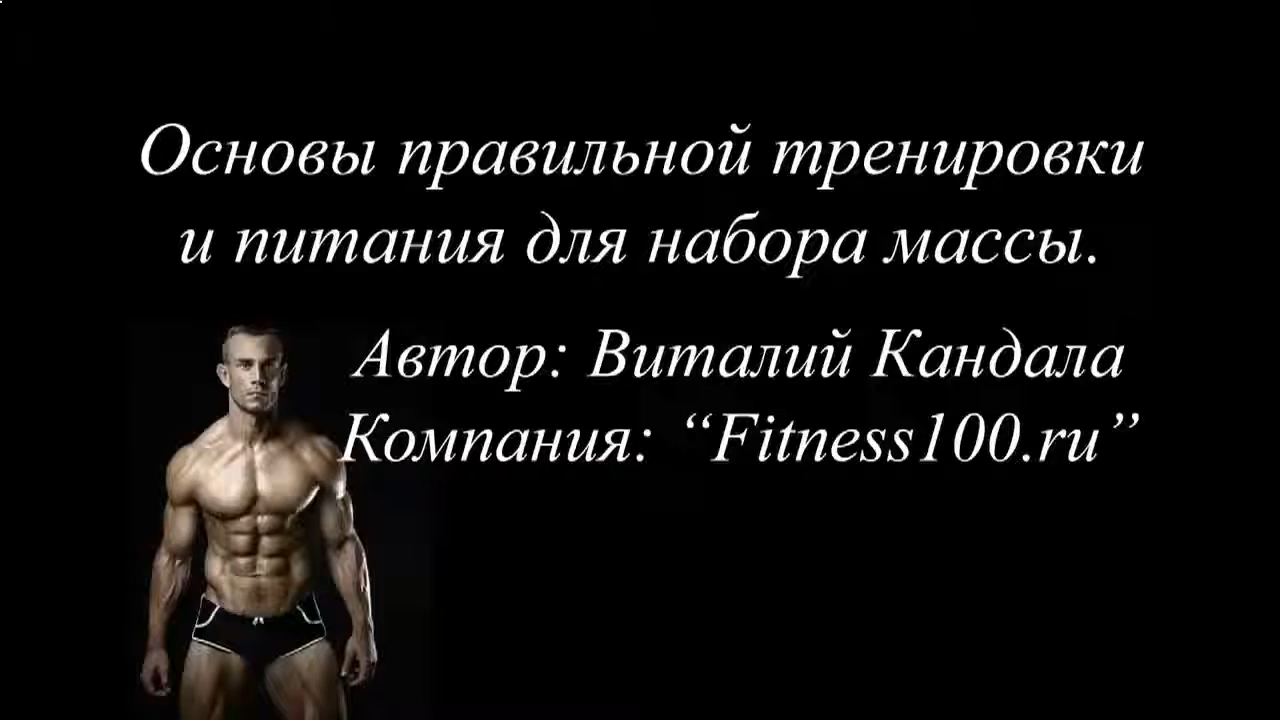 Основы правильной тренировки
и питания для набора массы.
Автор: Виталий Кандала
Компания: “Fitness100.ru”